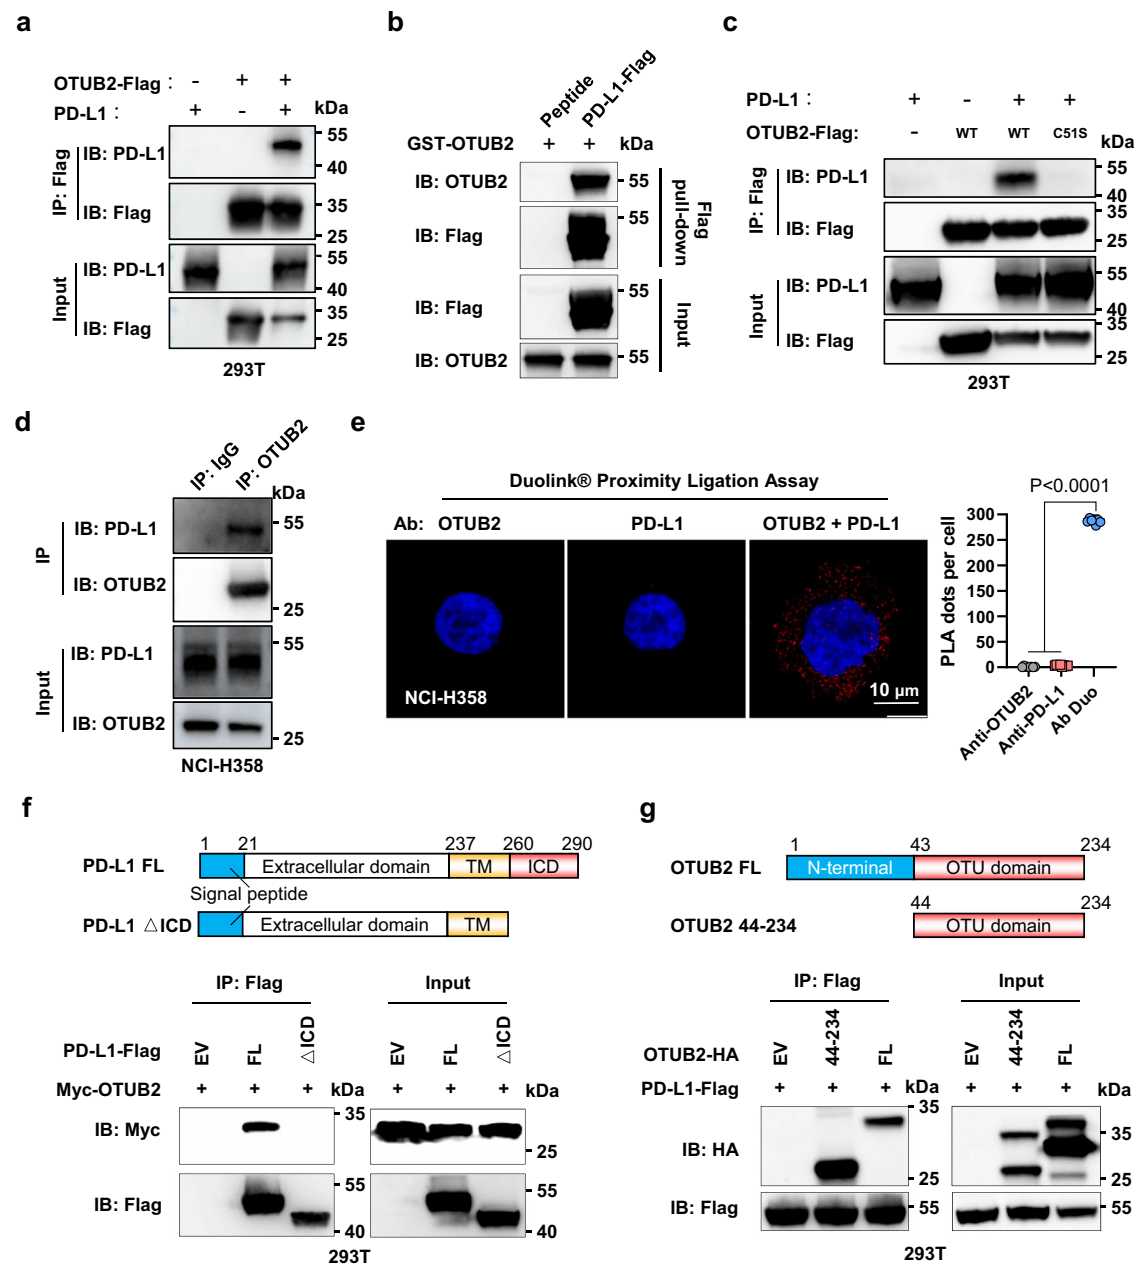 a
OTUB2-Flag : - + +
PD-L1 : + - + kDa
IP: Flag
IB: PD-L1
55
40
IB: Flag
35
25
Input
IB: PD-L1
55
40
IB: Flag
35
25
293T
b
Peptide
PD-L1-Flag
GST-OTUB2 + + kDa
IB: OTUB2
55
IB: Flag
55
Flag pull-down
IB: Flag
55
IB: OTUB2
55
Input
c
PD-L1 : + - + +
OTUB2-Flag: - WT WT C51S
kDa
IP: Flag
IB: PD-L1
55
40
IB: Flag
35
25
Input
IB: PD-L1
55
40
IB: Flag
35
25
293T
d
IP: IgG
IP: OTUB2
kDa
IP
IB: PD-L1
55
IB: OTUB2
25
Input
IB: PD-L1
55
IB: OTUB2
25
NCI-H358
e
Duolink® Proximity Ligation Assay
Ab: OTUB2 PD-L1 OTUB2 + PD-L1
NCI-H358
10 µm
P<0.0001
PLA dots per cell
300
250
200
150
100
50
0
Anti-OTUB2
Anti-PD-L1
Ab Duo
f
1 21 237 260 290
PD-L1 FL Extracellular domain TM ICD
Signal peptide
PD-L1 △ICD Extracellular domain TM
IP: Flag Input
PD-L1-Flag EV FL △ICD EV FL △ICD
Myc-OTUB2 + + + kDa + + + kDa
IB: Myc
35
25
IB: Flag
55
40
55
40
293T
g
1 43 234
OTUB2 FL N-terminal OTU domain
44 234
OTUB2 44-234 OTU domain
IP: Flag Input
OTUB2-HA EV 44-234 FL EV 44-234 FL
PD-L1-Flag + + + kDa + + + kDa
IB: HA
35
25
35
25
IB: Flag
55
55
293T